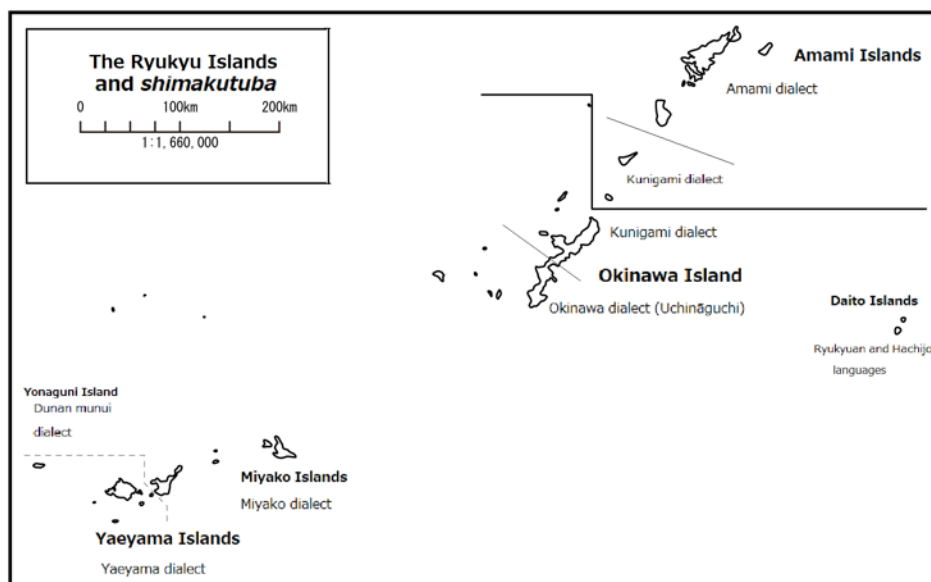 The Ryukyu Islands
and shimakutuba
0 100km 200km
1:1,660,000
Amami Islands
Amami dialect
Kunigami dialect
Kunigami dialect
Okinawa Island
Okinawa dialect (Uchināguchi)
Daito Islands
Ryukyuan and Hachijo
languages
Yonaguni Island
Dunan munui
dialect
Miyako Islands
Miyako dialect
Yaeyama Islands
Yaeyama dialect